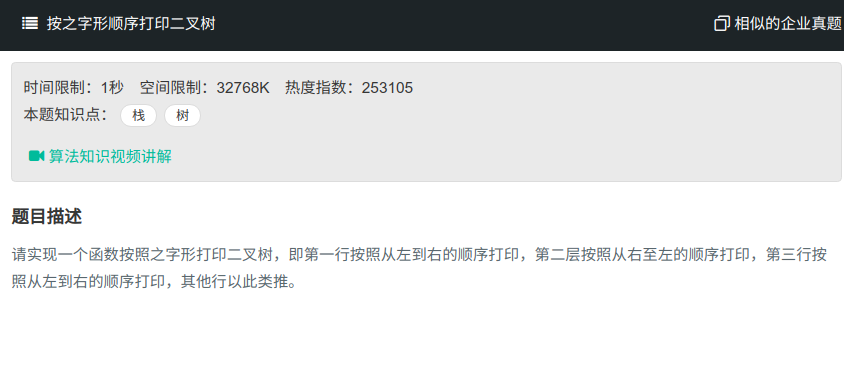 按之字形顺序打印二叉树 相似的企业真题
时间限制：1秒 空间限制：32768K 热度指数：253105
本题知识点： 栈 树
算法知识视频讲解
题目描述
请实现一个函数按照之字形打印二叉树，即第一行按照从左到右的顺序打印，第二层按照从右至左的顺序打印，第三行按
照从左到右的顺序打印，其他行以此类推。